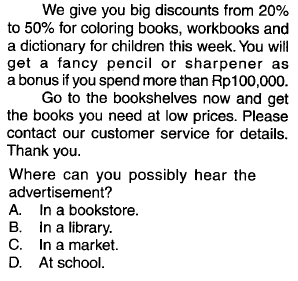 We give you big discounts from 20%
to 50% for coloring books, workbooks and
a dictionary for children this week. You will
get a fancy pencil or sharpener as
a bonus if you spend more than Rp100,000.
Go to the bookshelves now and get
the books you need at low prices. Please
contact our customer service for details.
Thank you.
Where can you possibly hear the
advertisement?
A. In a bookstore.
B. In a library.
C. In a market.
D. At school.